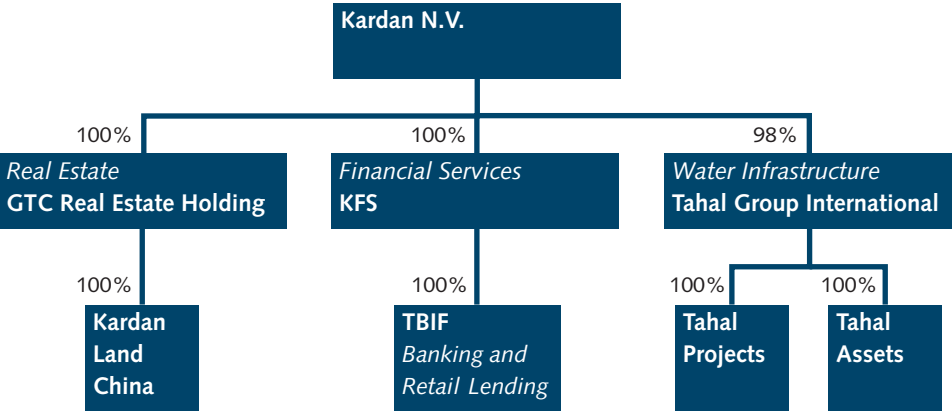 Kardan N.V.
100%
100%
98%
Real Estate
GTC Real Estate Holding
Financial Services
KFS
Water Infrastructure
Tahal Group International
100%
100%
100%
100%
Kardan
Land
China
TBIF
Banking and
Retail Lending
Tahal
Projects
Tahal
Assets